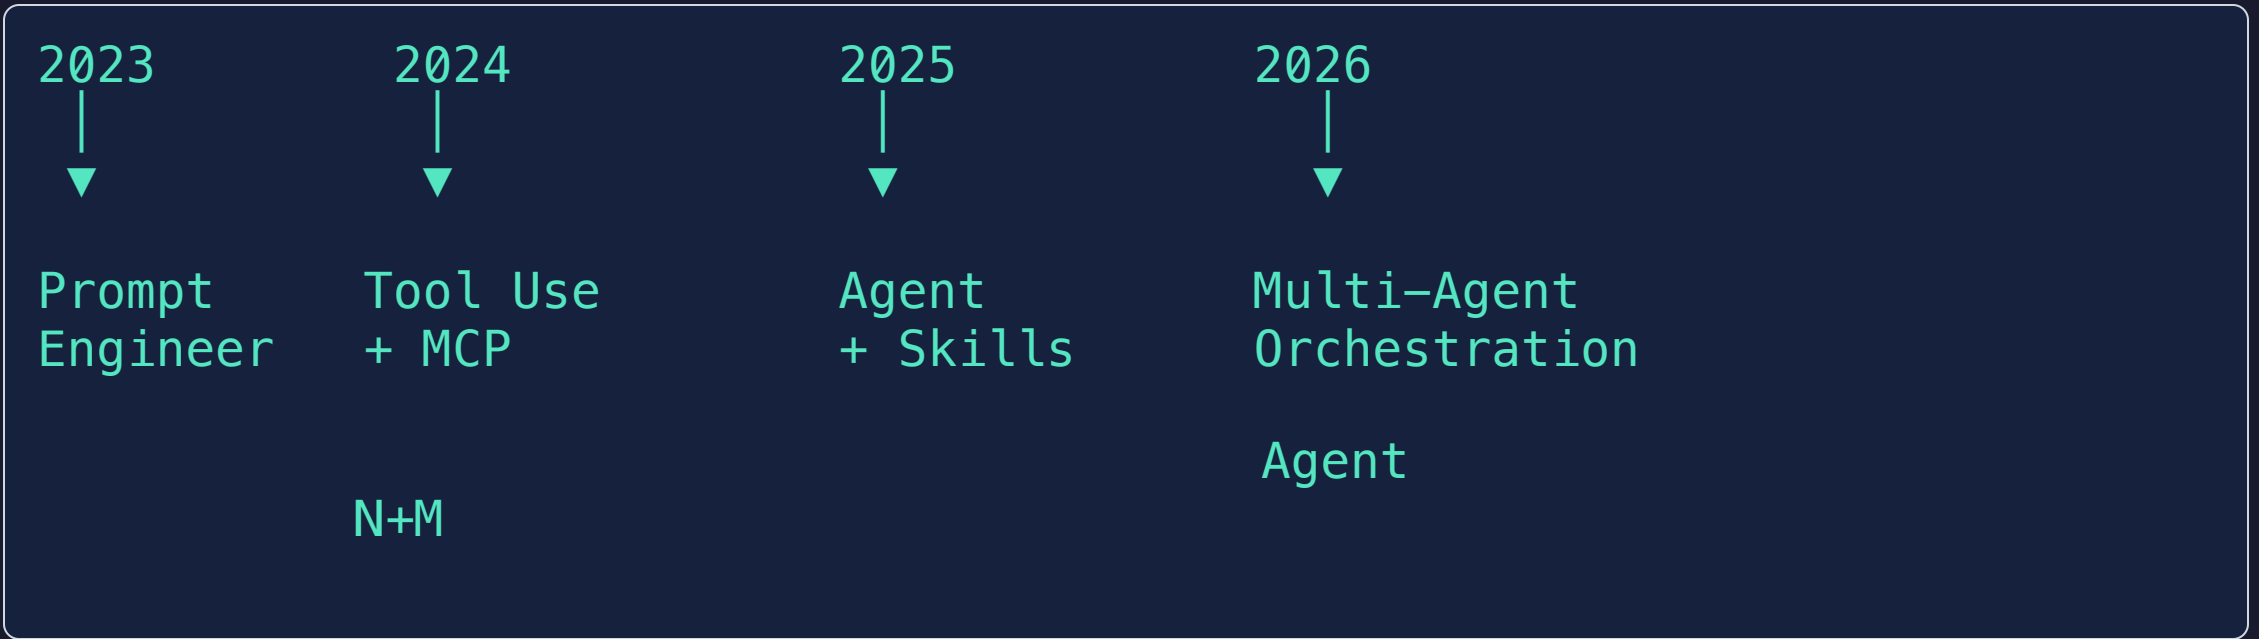 2023 2024 2025 2026
Prompt Tool Use Agent Multi-Agent
Engineer + MCP + Skills Orchestration
Agent
N+M